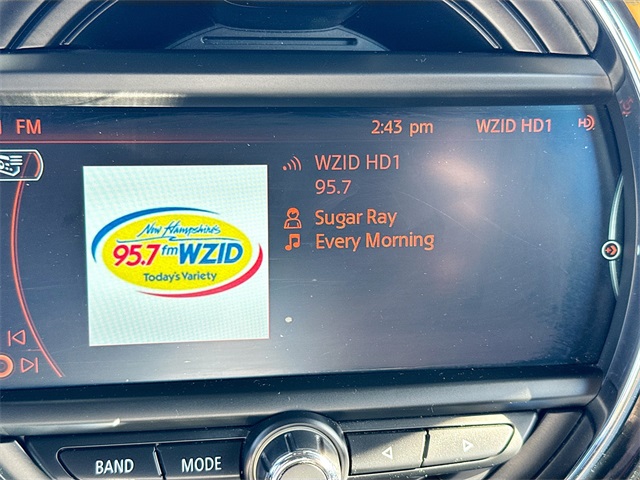 FM
2:43 pm
WZID HD1
HD
WZID HD1
95.7
Sugar Ray
Every Morning
New Hampshire's
95.7 fm WZID
Today's Variety
BAND
MODE